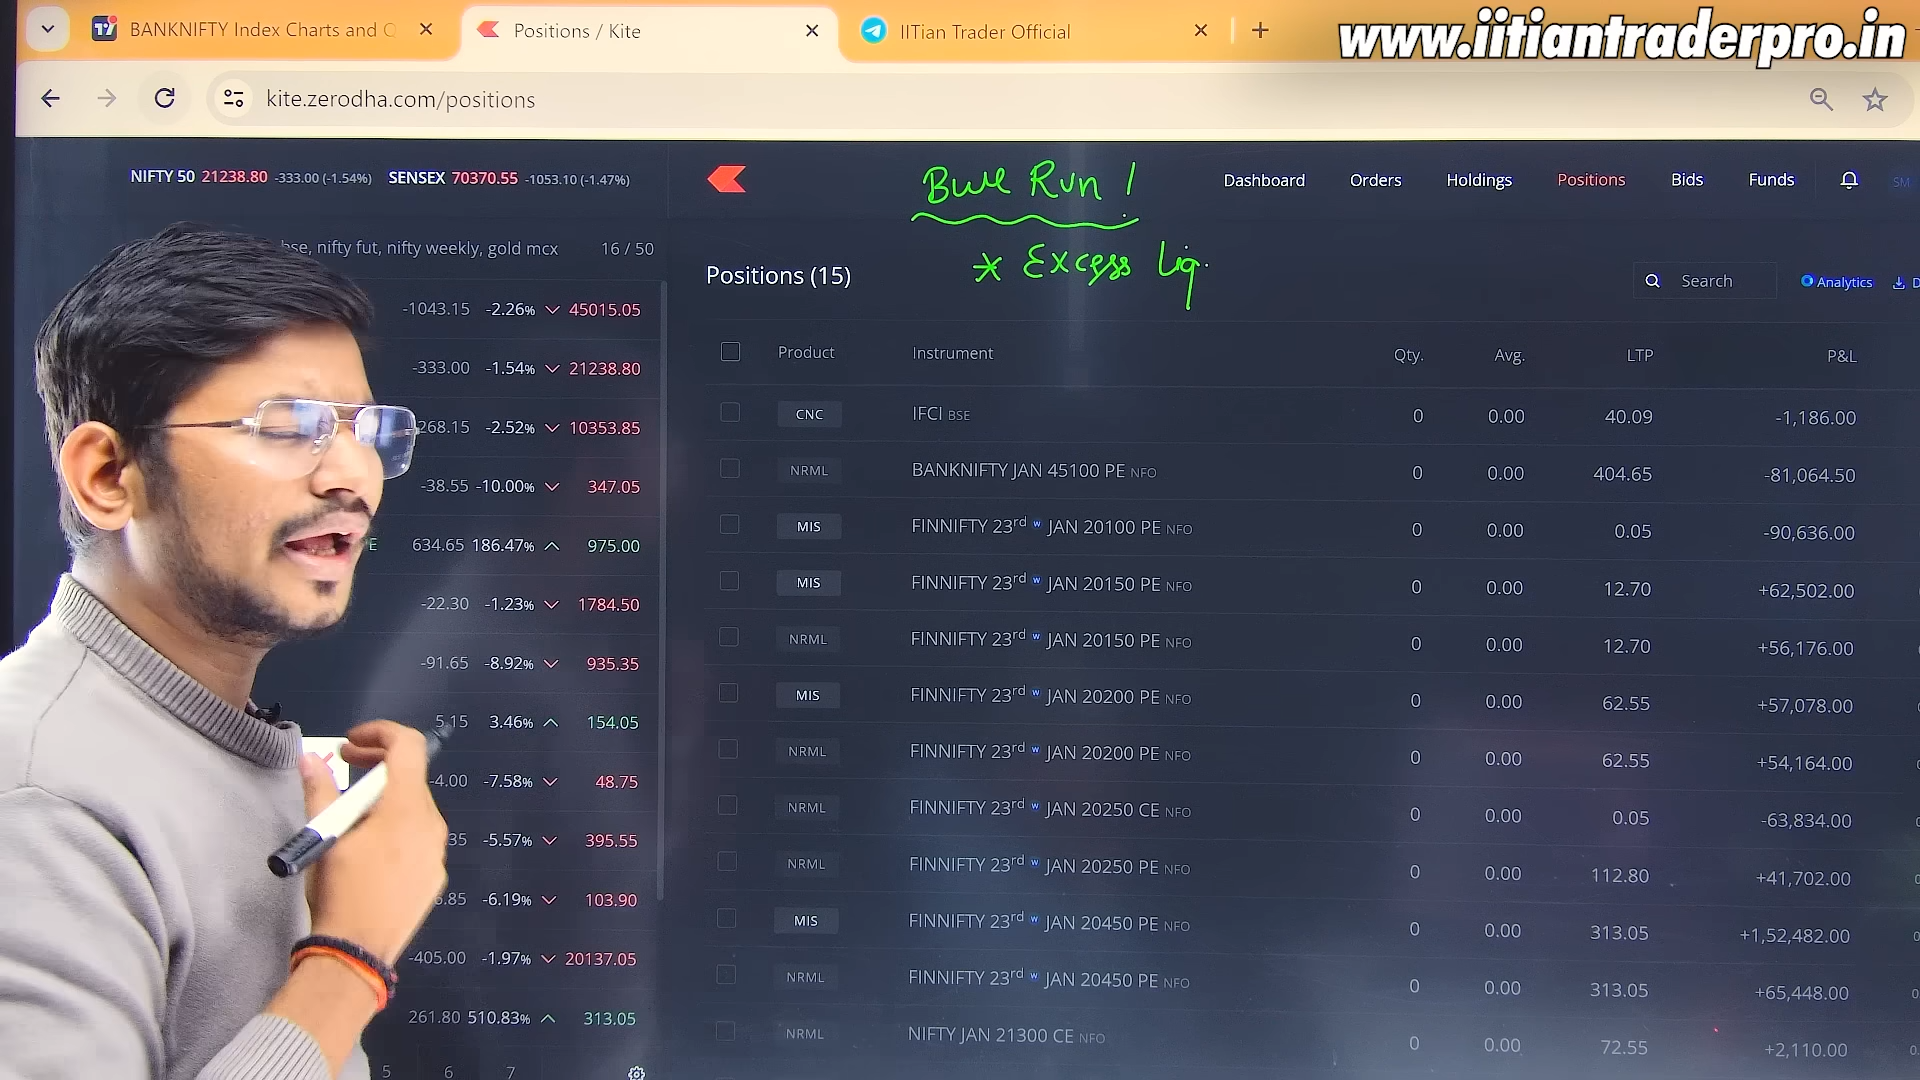 BANKNIFTY Index Charts and
Positions / Kite
IITian Trader Official
www.iitiantraderpro.in
kite.zerodha.com/positions
NIFTY 50 21238.80 -333.00 (-1.54%) SENSEX 70370.55 -1053.10 (-1.47%)
Bull Run !
Dashboard Orders Holdings Positions Bids Funds SM
bse, nifty fut, nifty weekly, gold mcx 16 / 50
* Excess Liq.
Positions (15)
Search
Analytics
-1043.15 -2.26% 45015.05
-333.00 -1.54% 21238.80
268.15 -2.52% 10353.85
-38.55 -10.00% 347.05
E 634.65 186.47% 975.00
-22.30 -1.23% 1784.50
-91.65 -8.92% 935.35
5.15 3.46% 154.05
-4.00 -7.58% 48.75
35 -5.57% 395.55
6.85 -6.19% 103.90
-405.00 -1.97% 20137.05
261.80 510.83% 313.05
5 6 7
Product Instrument Qty. Avg. LTP P&L
CNC IFCI BSE 0 0.00 40.09 -1,186.00
NRML BANKNIFTY JAN 45100 PE NFO 0 0.00 404.65 -81,064.50
MIS FINNIFTY 23rd w JAN 20100 PE NFO 0 0.00 0.05 -90,636.00
MIS FINNIFTY 23rd w JAN 20150 PE NFO 0 0.00 12.70 +62,502.00
NRML FINNIFTY 23rd w JAN 20150 PE NFO 0 0.00 12.70 +56,176.00
MIS FINNIFTY 23rd w JAN 20200 PE NFO 0 0.00 62.55 +57,078.00
NRML FINNIFTY 23rd w JAN 20200 PE NFO 0 0.00 62.55 +54,164.00
NRML FINNIFTY 23rd w JAN 20250 CE NFO 0 0.00 0.05 -63,834.00
NRML FINNIFTY 23rd w JAN 20250 PE NFO 0 0.00 112.80 +41,702.00
MIS FINNIFTY 23rd w JAN 20450 PE NFO 0 0.00 313.05 +1,52,482.00
NRML FINNIFTY 23rd w JAN 20450 PE NFO 0 0.00 313.05 +65,448.00
NRML NIFTY JAN 21300 CE NFO 0 0.00 72.55 +2,110.00